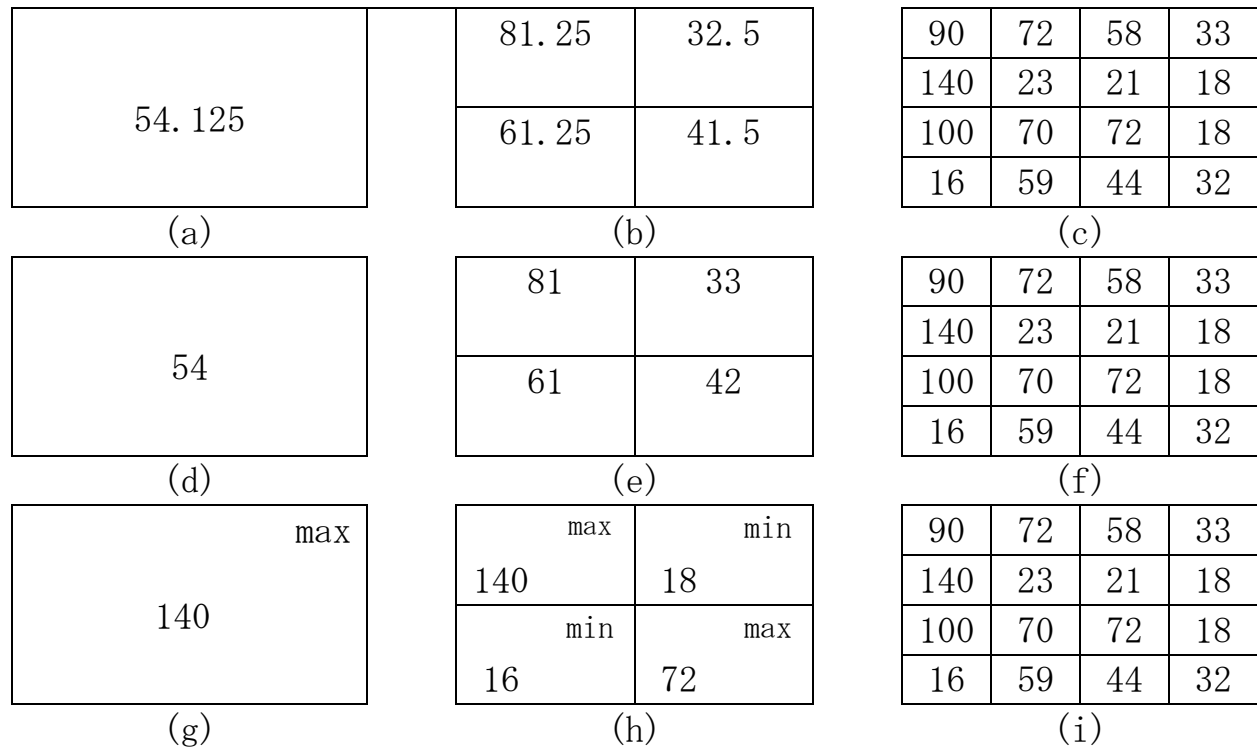 54.125
81.25 32.5
61.25 41.5
90 72 58 33
140 23 21 18
100 70 72 18
16 59 44 32
(a) (b) (c)
54
81 33
61 42
90 72 58 33
140 23 21 18
100 70 72 18
16 59 44 32
(d) (e) (f)
max
140
max min
140 18
min max
16 72
90 72 58 33
140 23 21 18
100 70 72 18
16 59 44 32
(g) (h) (i)